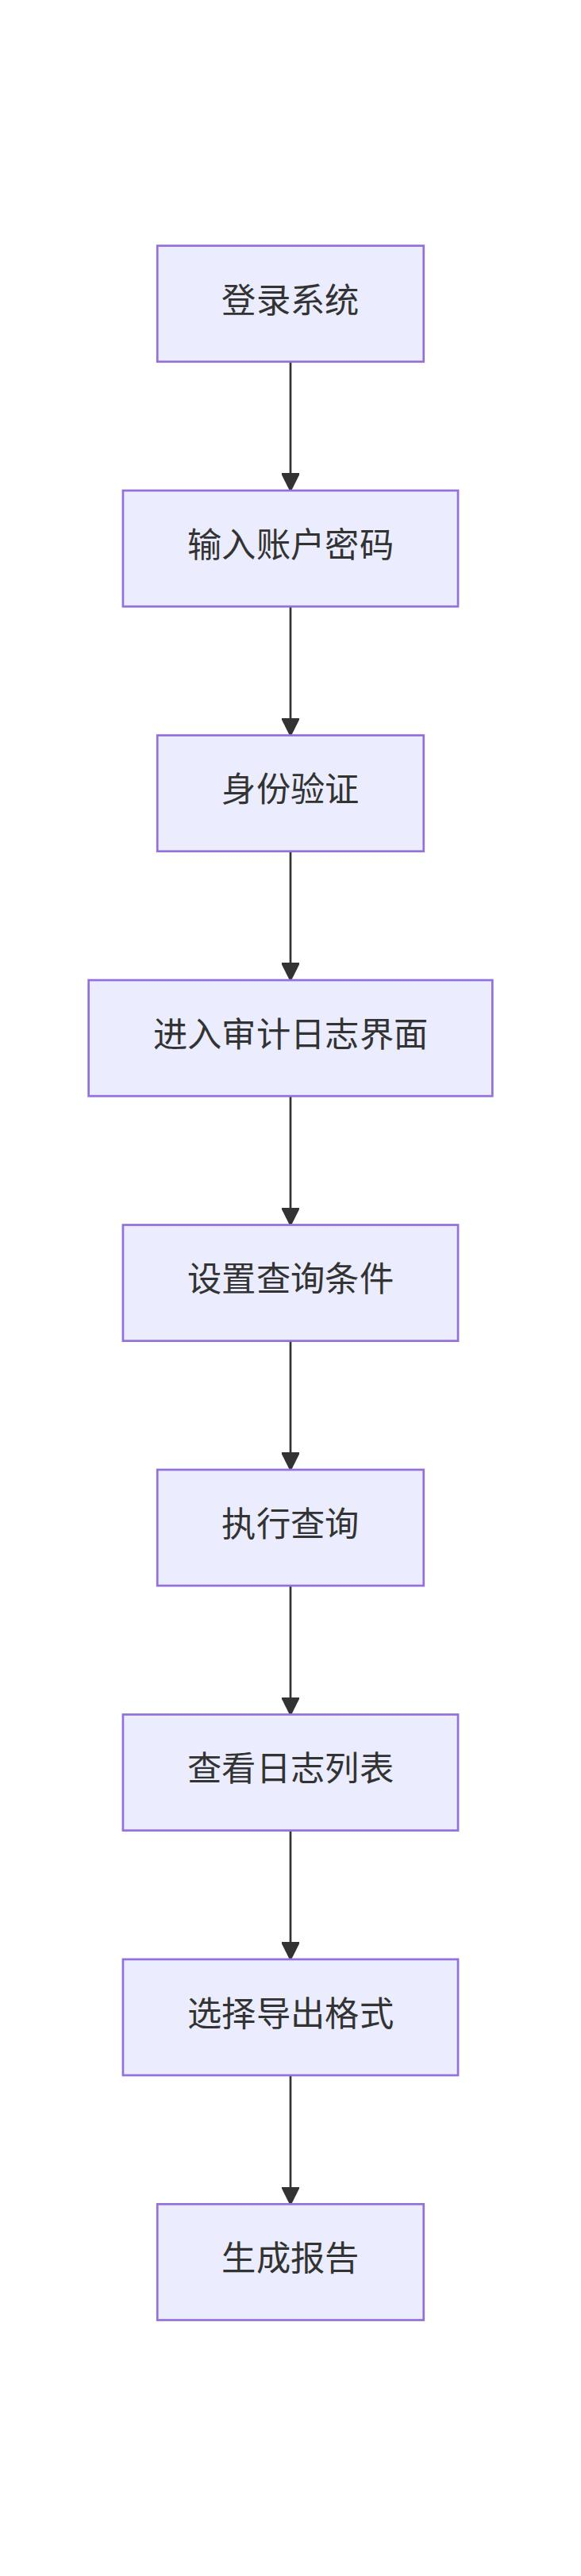 登录系统
输入账户密码
身份验证
进入审计日志界面
设置查询条件
执行查询
查看日志列表
选择导出格式
生成报告